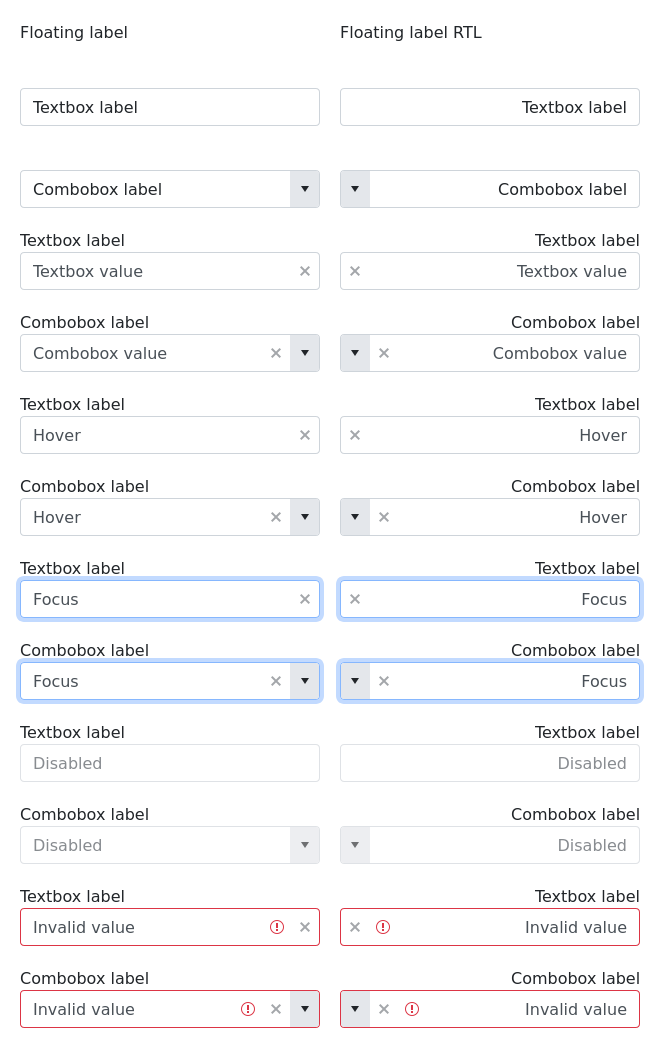 Floating label
Floating label RTL
Textbox label
Textbox label
Combobox label
Combobox label
Textbox label
Textbox label
Textbox value
Textbox value
Combobox label
Combobox label
Combobox value
Combobox value
Textbox label
Textbox label
Hover
Hover
Combobox label
Combobox label
Hover
Hover
Textbox label
Textbox label
Focus
Focus
Combobox label
Combobox label
Focus
Focus
Textbox label
Textbox label
Disabled
Disabled
Combobox label
Combobox label
Disabled
Disabled
Textbox label
Textbox label
Invalid value
Invalid value
Combobox label
Combobox label
Invalid value
Invalid value